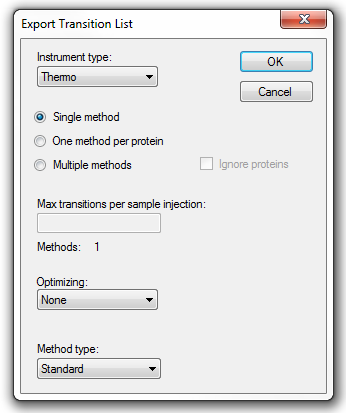 Export Transition List
Instrument type:
Thermo
OK
Cancel
Single method
One method per protein
Multiple methods
Ignore proteins
Max transitions per sample injection:
Methods: 1
Optimizing:
None
Method type:
Standard